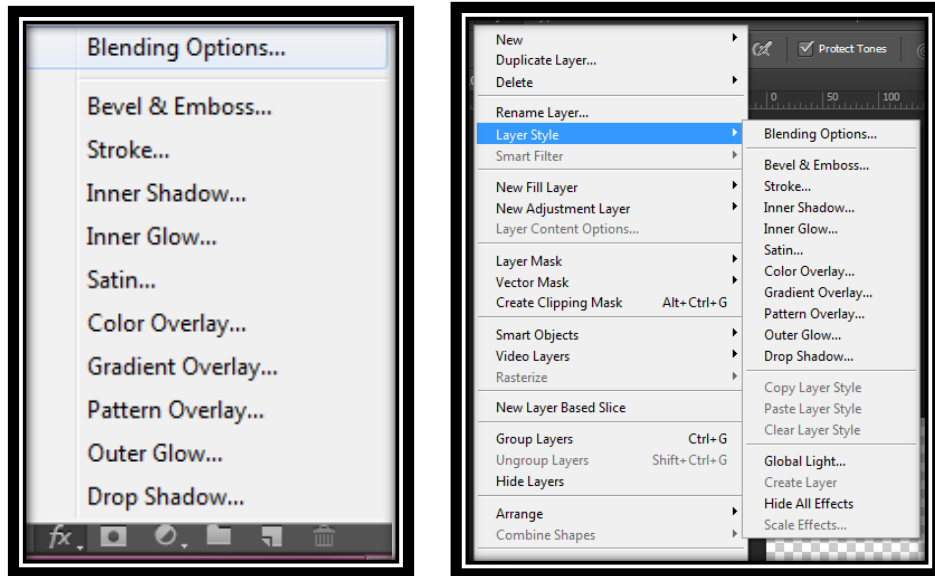 Blending Options...
Bevel & Emboss...
Stroke...
Inner Shadow...
Inner Glow...
Satin...
Color Overlay...
Gradient Overlay...
Pattern Overlay...
Outer Glow...
Drop Shadow...
fx
New
Duplicate Layer...
Delete
Rename Layer...
Layer Style
Smart Filter
New Fill Layer
New Adjustment Layer
Layer Content Options...
Layer Mask
Vector Mask
Create Clipping Mask Alt+Ctrl+G
Smart Objects
Video Layers
Rasterize
New Layer Based Slice
Group Layers Ctrl+G
Ungroup Layers Shift+Ctrl+G
Hide Layers
Arrange
Combine Shapes
Protect Tones
0 50 100
Blending Options...
Bevel & Emboss...
Stroke...
Inner Shadow...
Inner Glow...
Satin...
Color Overlay...
Gradient Overlay...
Pattern Overlay...
Outer Glow...
Drop Shadow...
Copy Layer Style
Paste Layer Style
Clear Layer Style
Global Light...
Create Layer
Hide All Effects
Scale Effects...